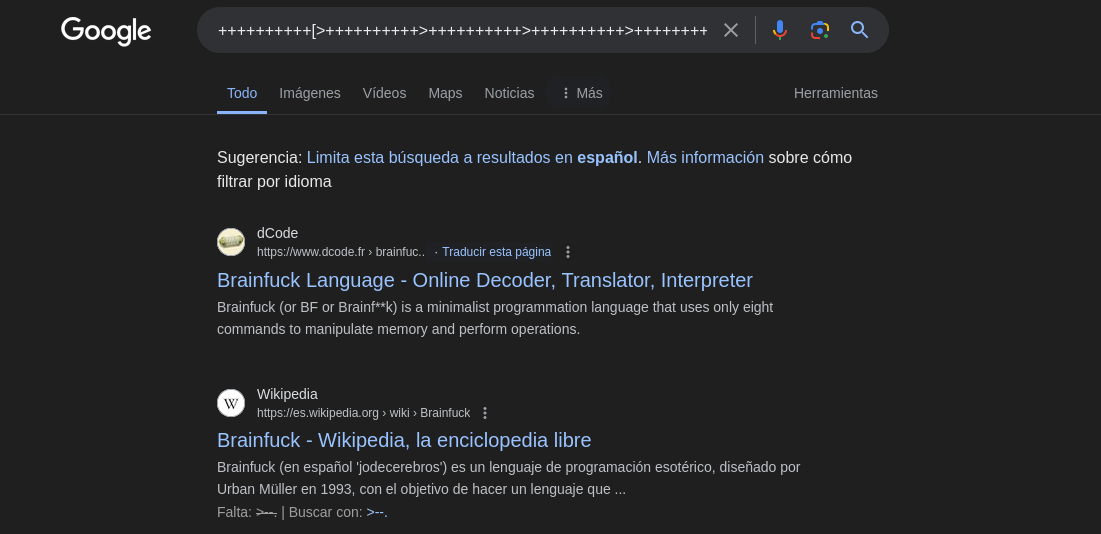 Google
++++++++++[>++++++++++>++++++++++>++++++++++>++++++++
Todo Imágenes Vídeos Maps Noticias Más Herramientas
Sugerencia: Limita esta búsqueda a resultados en español. Más información sobre cómo
filtrar por idioma
dCode
https://www.dcode.fr › brainfuc.. · Traducir esta página
Brainfuck Language - Online Decoder, Translator, Interpreter
Brainfuck (or BF or Brainf**k) is a minimalist programmation language that uses only eight
commands to manipulate memory and perform operations.
W
Wikipedia
https://es.wikipedia.org › wiki › Brainfuck
Brainfuck - Wikipedia, la enciclopedia libre
Brainfuck (en español 'jodecerebros') es un lenguaje de programación esotérico, diseñado por
Urban Müller en 1993, con el objetivo de hacer un lenguaje que ...
Falta: >--. | Buscar con: >--.